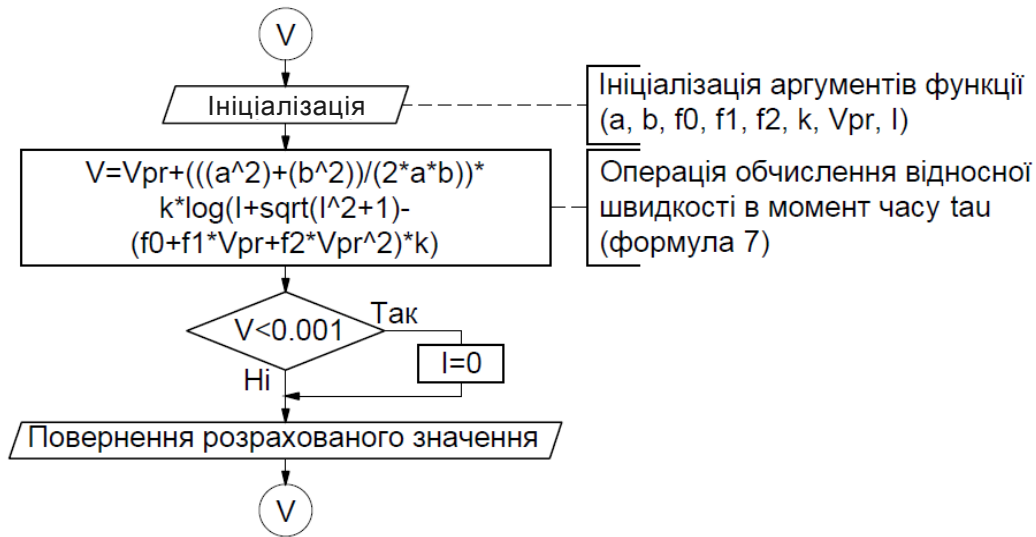 V
Ініціалізація
Ініціалізація аргументів функції
(a, b, f0, f1, f2, k, Vpr, I)
V=Vpr+(((a^2)+(b^2))/(2*a*b))*
k*log(I+sqrt(I^2+1)-
(f0+f1*Vpr+f2*Vpr^2)*k)
Операція обчислення відносної
швидкості в момент часу tau
(формула 7)
V<0.001
Так
I=0
Ні
Повернення розрахованого значення
V